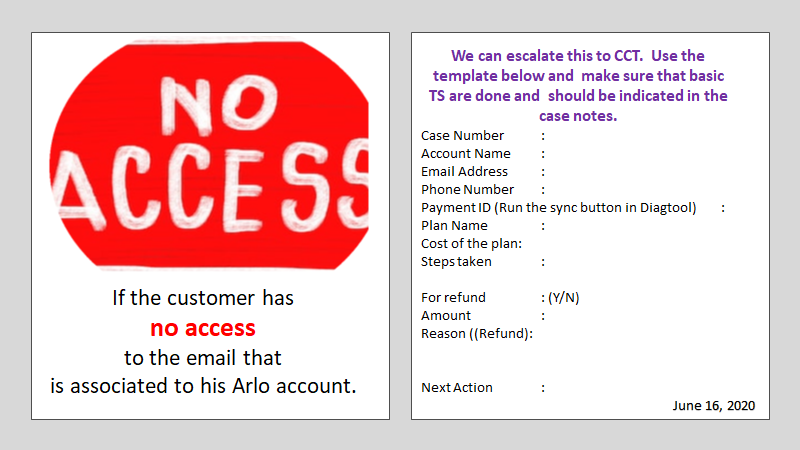 NO
ACCESS
If the customer has
no access
to the email that
is associated to his Arlo account.
We can escalate this to CCT. Use the
template below and make sure that basic
TS are done and should be indicated in the
case notes.
Case Number :
Account Name :
Email Address :
Phone Number :
Payment ID (Run the sync button in Diagtool) :
Plan Name :
Cost of the plan:
Steps taken :
For refund : (Y/N)
Amount :
Reason ((Refund):
Next Action :
June 16, 2020